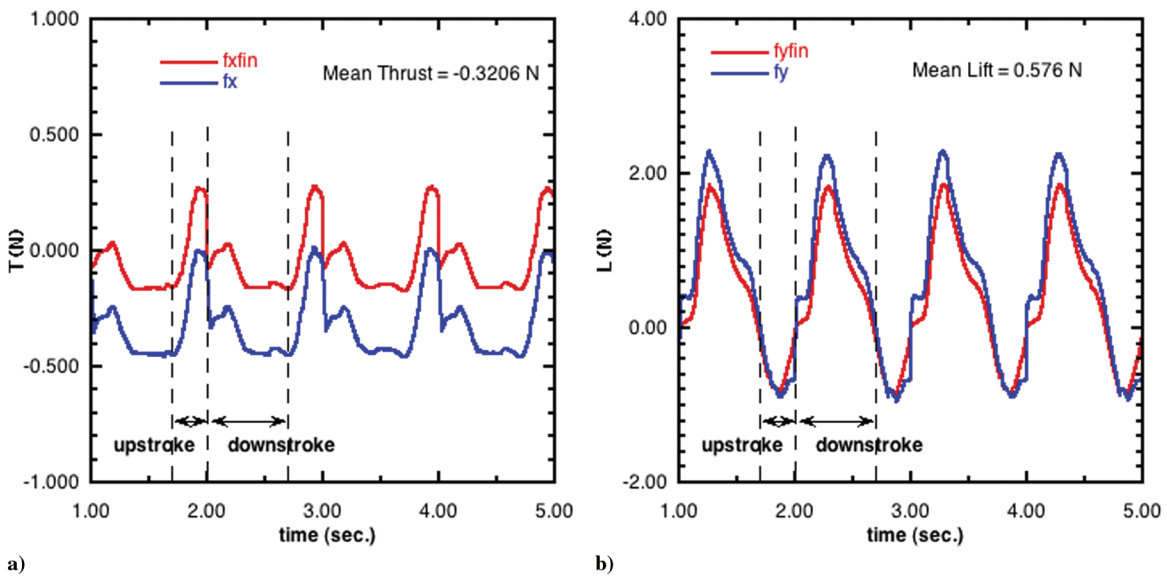 1.000
0.500
0.000
-0.500
-1.000
T(N)
fxfin
fx
Mean Thrust = -0.3206 N
upstroke
downstroke
1.00 2.00 3.00 4.00 5.00
time (sec.)
a)
4.00
2.00
0.00
-2.00
L(N)
fyfin
fy
Mean Lift = 0.576 N
upstroke
downstroke
1.00 2.00 3.00 4.00 5.00
time (sec.)
b)